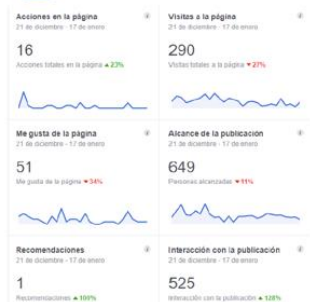 Acciones en la página
21 de diciembre - 17 de enero
16
Acciones totales en la página ▲ 23%
Visitas a la página
21 de diciembre - 17 de enero
290
Visitas totales a la página ▼ 27%
Me gusta de la página
21 de diciembre - 17 de enero
51
Me gusta de la página ▼ 34%
Alcance de la publicación
21 de diciembre - 17 de enero
649
Personas alcanzadas ▼ 11%
Recomendaciones
21 de diciembre - 17 de enero
1
Recomendaciones ▲ 100%
Interacción con la publicación
21 de diciembre - 17 de enero
525
Interacción con la publicación ▲ 128%